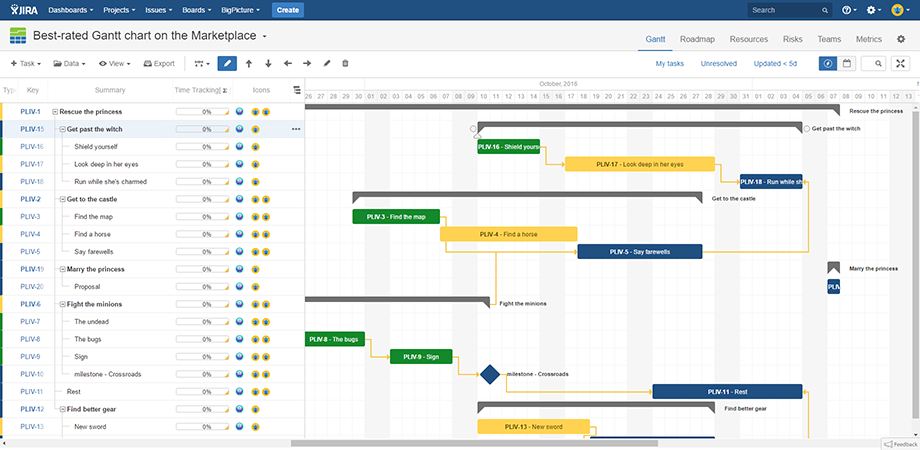 JIRA Dashboards Projects Issues Boards BigPicture Create Search
Best-rated Gantt chart on the Marketplace
Gantt Roadmap Resources Risks Teams Metrics
Task Data View Export My tasks Unresolved Updated < 5d
October, 2016
Type Key Summary Time Tracking Σ Icons
26 27 28 29 30 01 02 03 04 05 06 07 08 09 10 11 12 13 14 15 16 17 18 19 20 21 22 23 24 25 26 27 28 29 30 31 01 02 03 04 05 06 07 08 09 10 11 12 13
PLIV-1 Rescue the princess 0% Rescue the princess
PLIV-15 Get past the witch 0% Get past the witch
PLIV-16 Shield yourself 0% PLIV-16 - Shield yours
PLIV-17 Look deep in her eyes 0% PLIV-17 - Look deep in her eyes
PLIV-18 Run while she's charmed 0% PLIV-18 - Run while sh
PLIV-2 Get to the castle 0% Get to the castle
PLIV-3 Find the map 0% PLIV-3 - Find the map
PLIV-4 Find a horse 0% PLIV-4 - Find a horse
PLIV-5 Say farewells 0% PLIV-5 - Say farewells
PLIV-19 Marry the princess 0% Marry the princess
PLIV-20 Proposal 0% PLIV
PLIV-6 Fight the minions 0% Fight the minions
PLIV-7 The undead 0%
PLIV-8 The bugs 0% PLIV-8 - The bugs
PLIV-9 Sign 0% PLIV-9 - Sign
PLIV-10 milestone - Crossroads 0% milestone - Crossroads
PLIV-11 Rest 0% PLIV-11 - Rest
PLIV-12 Find better gear 0% Find better gear
PLIV-13 New sword 0% PLIV-13 - New sword
Feedback